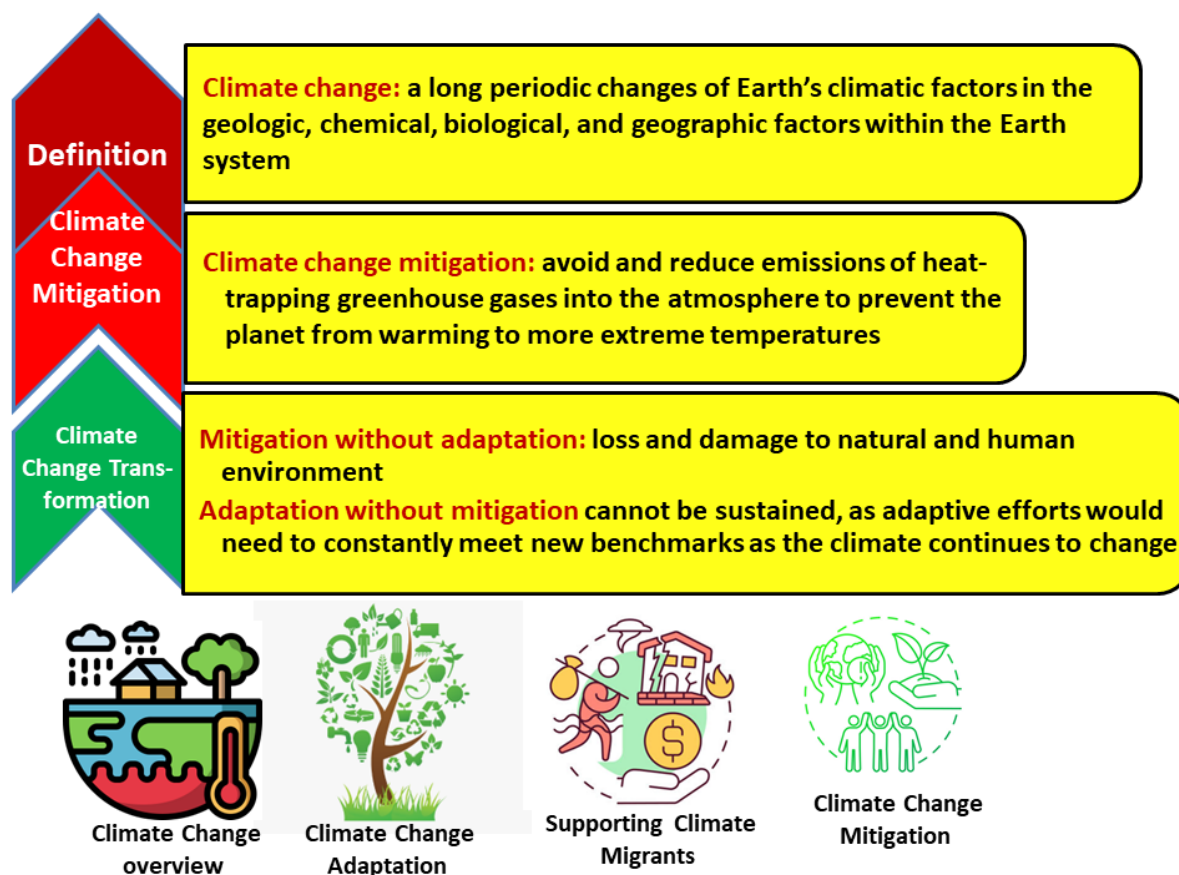 Definition
Climate change: a long periodic changes of Earth's climatic factors in the
geologic, chemical, biological, and geographic factors within the Earth
system
Climate
Change
Mitigation
Climate change mitigation: avoid and reduce emissions of heat-
trapping greenhouse gases into the atmosphere to prevent the
planet from warming to more extreme temperatures
Climate
Change Trans-
formation
Mitigation without adaptation: loss and damage to natural and human
environment
Adaptation without mitigation cannot be sustained, as adaptive efforts would
need to constantly meet new benchmarks as the climate continues to change
$
Climate Change
overview
Climate Change
Adaptation
Supporting Climate
Migrants
Climate Change
Mitigation